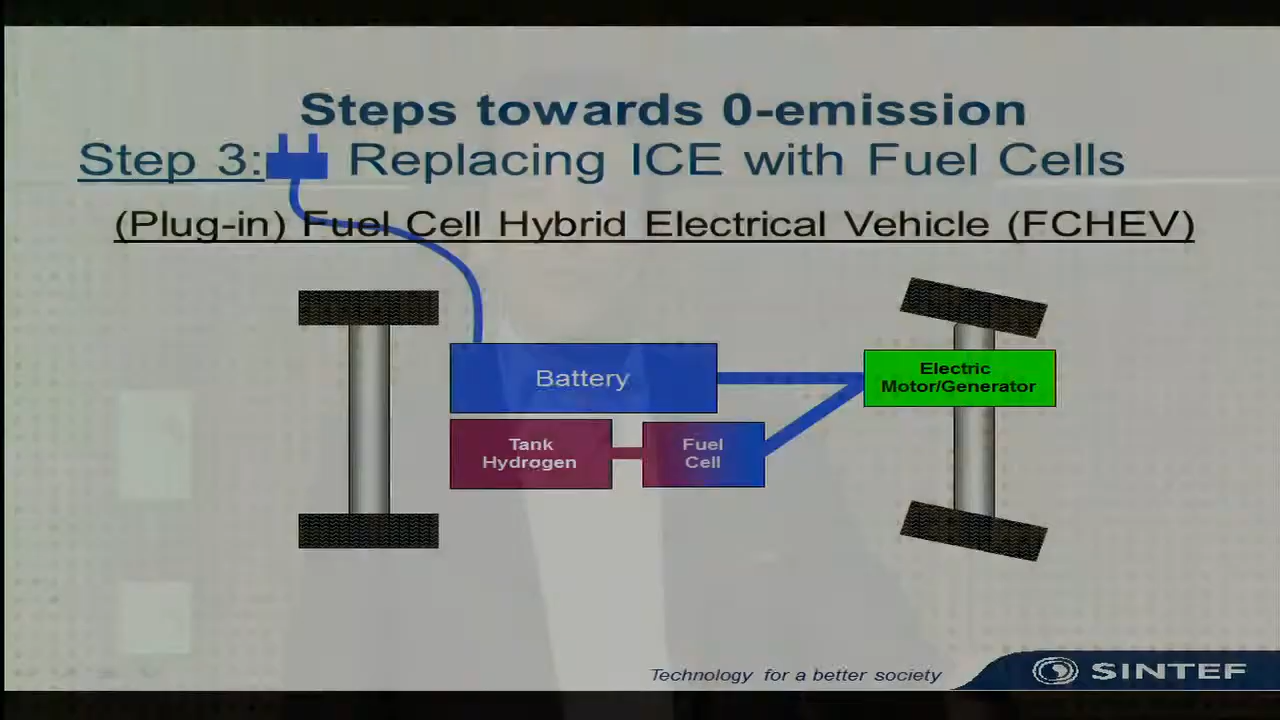 Steps towards 0-emission
Step 3: Replacing ICE with Fuel Cells
(Plug-in) Fuel Cell Hybrid Electrical Vehicle (FCHEV)
Battery
Electric
Motor/Generator
Tank
Hydrogen
Fuel
Cell
Technology for a better society
SINTEF